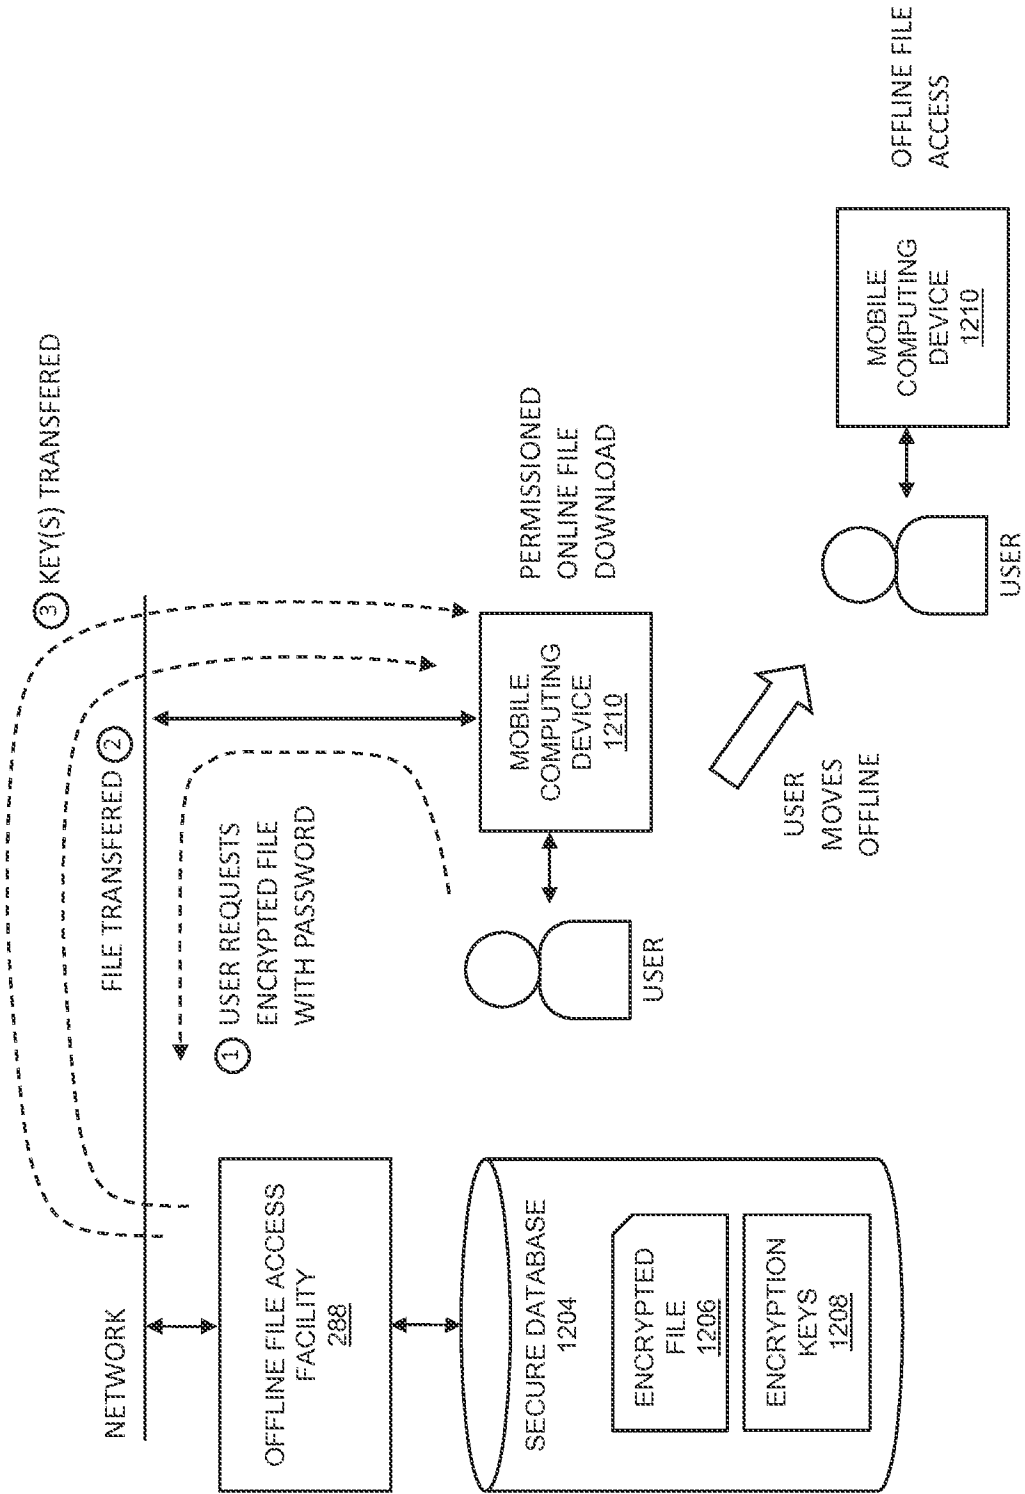 NETWORK
OFFLINE FILE ACCESS
FACILITY
288
SECURE DATABASE
1204
ENCRYPTED
FILE
1206
ENCRYPTION
KEYS
1208
3 KEY(S) TRANSFERED
FILE TRANSFERED 2
1 USER REQUESTS
ENCRYPTED FILE
WITH PASSWORD
USER
MOBILE
COMPUTING
DEVICE
1210
PERMISSIONED
ONLINE FILE
DOWNLOAD
USER
MOVES
OFFLINE
USER
MOBILE
COMPUTING
DEVICE
1210
OFFLINE FILE
ACCESS